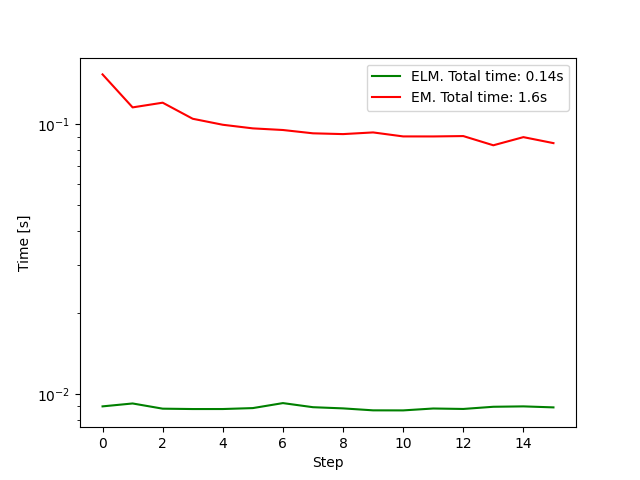 ELM. Total time: 0.14s
EM. Total time: 1.6s
10⁻¹
10⁻²
Time [s]
0 2 4 6 8 10 12 14
Step